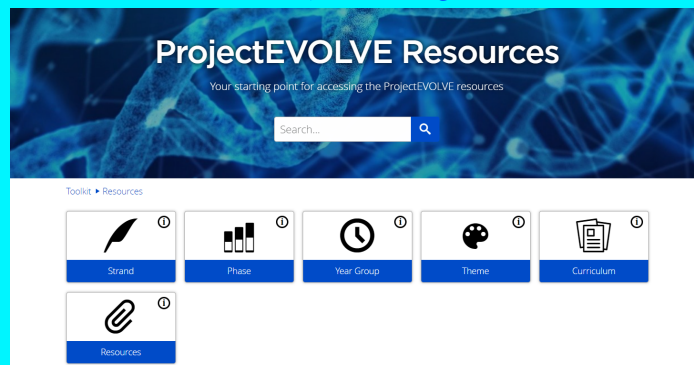 ProjectEVOLVE Resources
Your starting point for accessing the ProjectEVOLVE resources
Search...
Toolkit ▸ Resources
Strand
Phase
Year Group
Theme
Curriculum
Resources